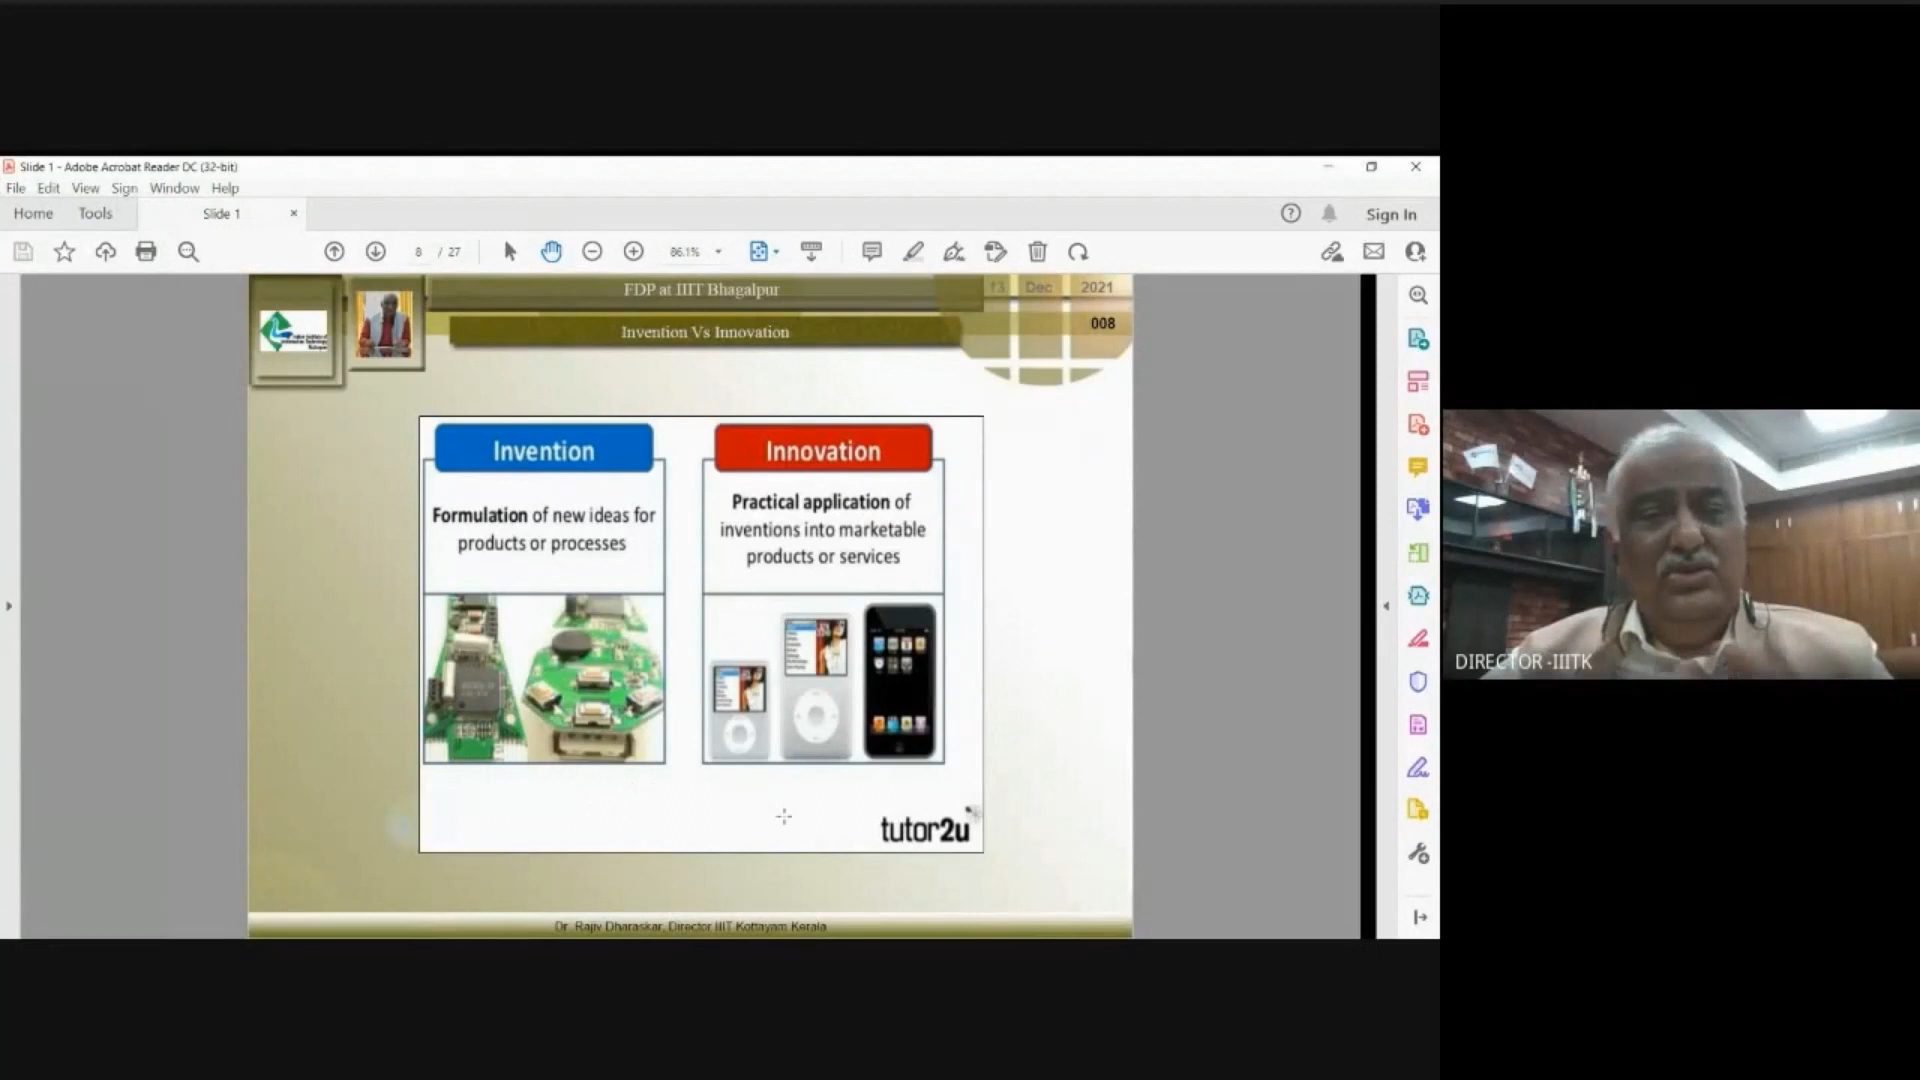 Slide 1 - Adobe Acrobat Reader DC (32-bit)
File Edit View Sign Window Help
Home Tools Slide 1 Sign In
8 / 27 86.1%
FDP at IIIT Bhagalpur
13 Dec 2021
Invention Vs Innovation
008
Invention
Formulation of new ideas for
products or processes
Innovation
Practical application of
inventions into marketable
products or services
tutor2u
Dr. Rajiv Dharaskar, Director IIIT Kottayam Kerala
DIRECTOR -IIITK